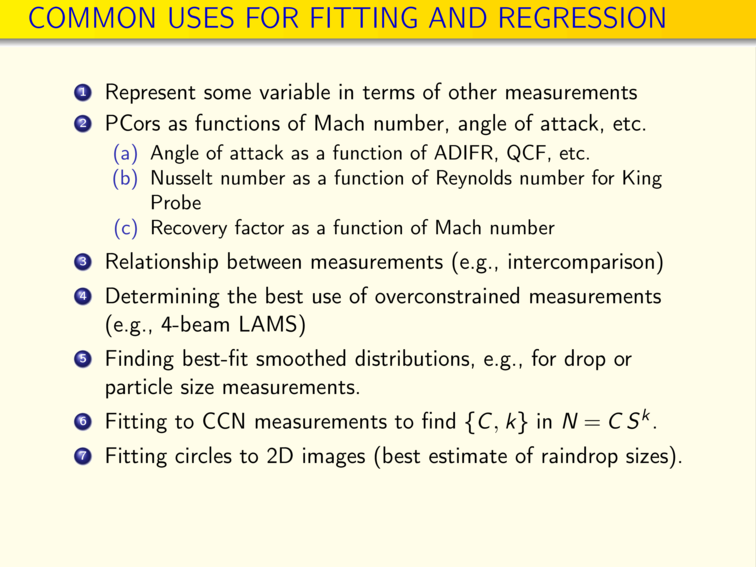 COMMON USES FOR FITTING AND REGRESSION
1 Represent some variable in terms of other measurements
2 PCors as functions of Mach number, angle of attack, etc.
(a) Angle of attack as a function of ADIFR, QCF, etc.
(b) Nusselt number as a function of Reynolds number for King
Probe
(c) Recovery factor as a function of Mach number
3 Relationship between measurements (e.g., intercomparison)
4 Determining the best use of overconstrained measurements
(e.g., 4-beam LAMS)
5 Finding best-fit smoothed distributions, e.g., for drop or
particle size measurements.
6 Fitting to CCN measurements to find {C, k} in N = C S^k.
7 Fitting circles to 2D images (best estimate of raindrop sizes).